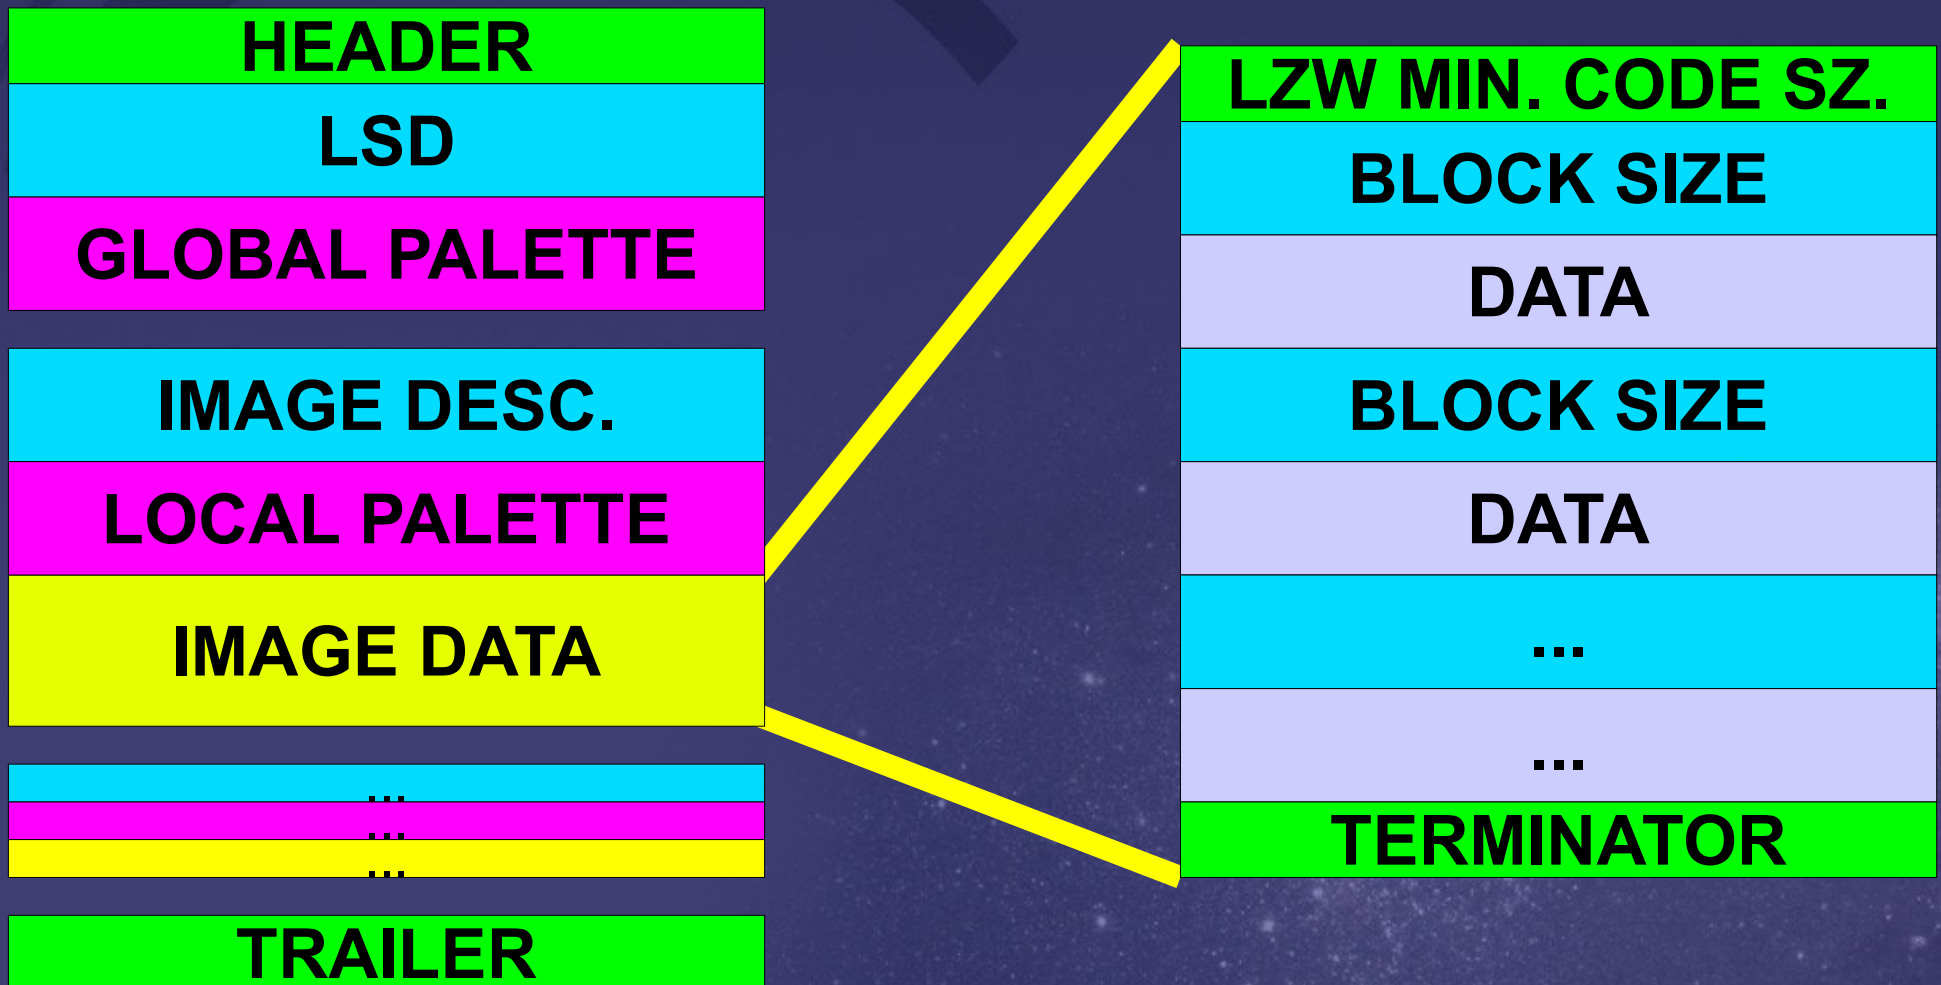 HEADER
LSD
GLOBAL PALETTE
IMAGE DESC.
LOCAL PALETTE
IMAGE DATA
...
...
...
TRAILER
LZW MIN. CODE SZ.
BLOCK SIZE
DATA
BLOCK SIZE
DATA
...
...
TERMINATOR